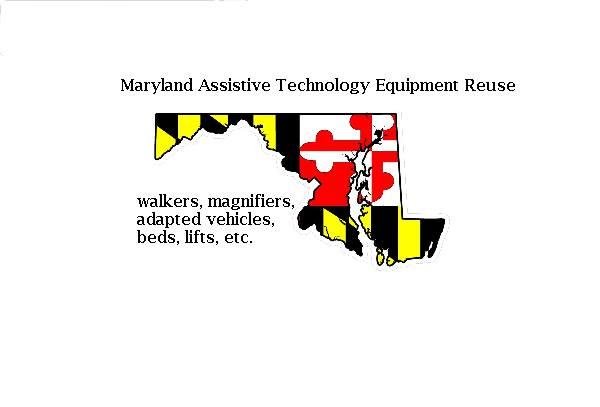 Maryland Assistive Technology Equipment Reuse
walkers, magnifiers,
adapted vehicles,
beds, lifts, etc.